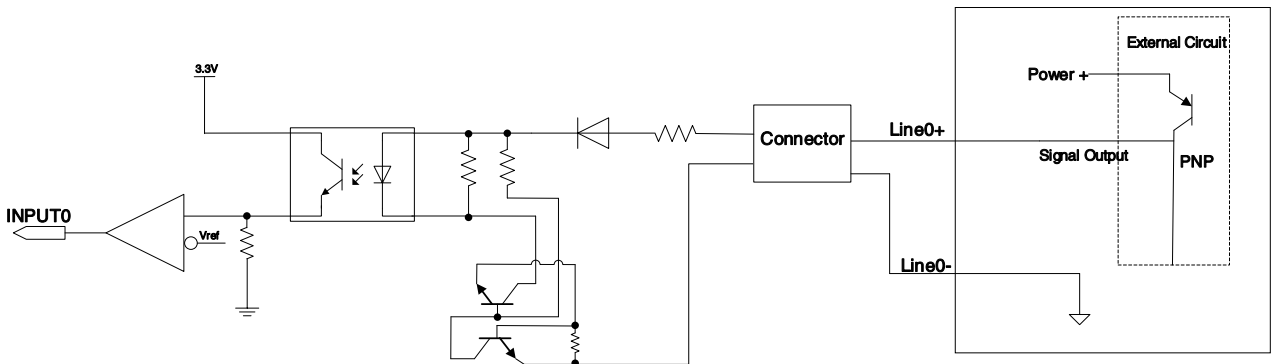 External Circuit
Power +
3.3V
Connector
Line0+
Signal Output
PNP
INPUT0
Vref
Line0-